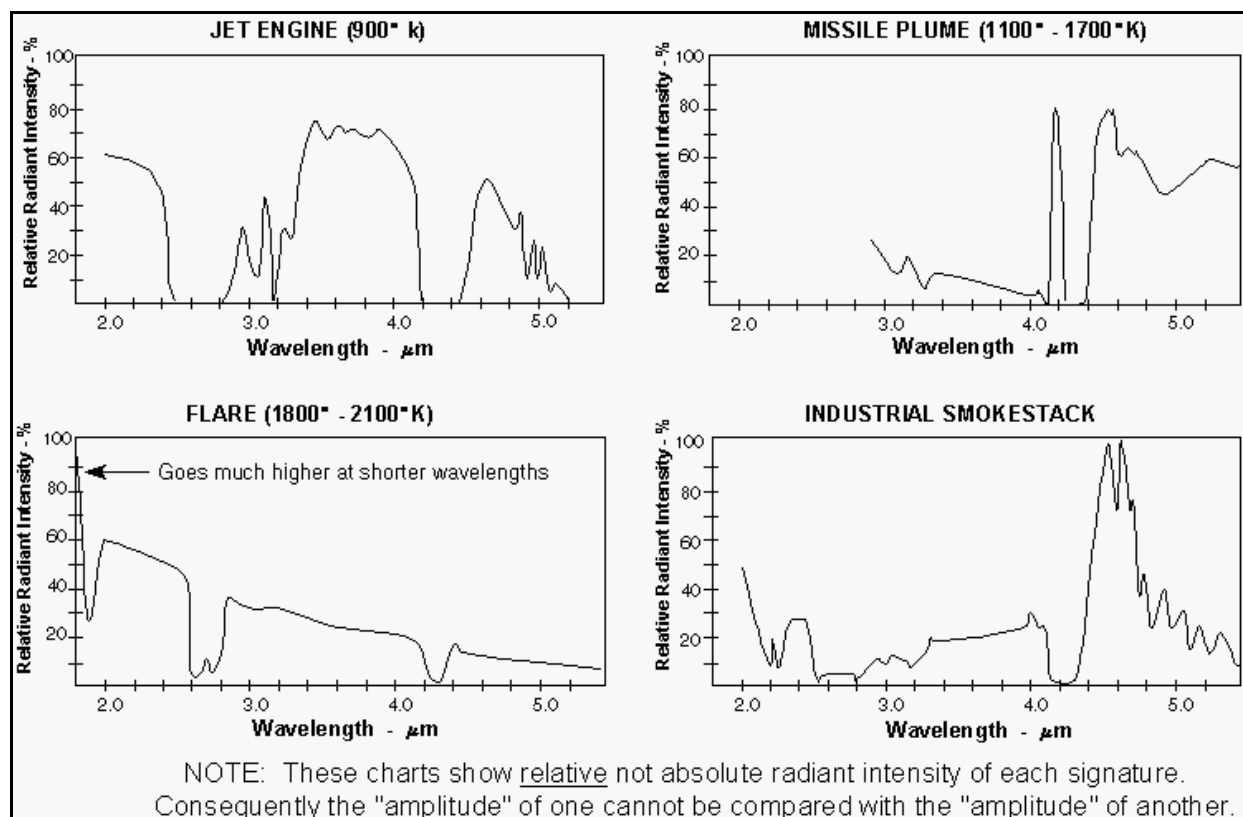 JET ENGINE (900° k)
Relative Radiant Intensity - %
100
80
60
40
20
2.0 3.0 4.0 5.0
Wavelength - μm
MISSILE PLUME (1100° - 1700°K)
Relative Radiant Intensity - %
100
80
60
40
20
2.0 3.0 4.0 5.0
Wavelength - μm
FLARE (1800° - 2100°K)
Relative Radiant Intensity - %
100
80
60
40
20
Goes much higher at shorter wavelengths
2.0 3.0 4.0 5.0
Wavelength - μm
INDUSTRIAL SMOKESTACK
Relative Radiant Intensity - %
100
80
60
40
20
2.0 3.0 4.0 5.0
Wavelength - μm
NOTE: These charts show relative not absolute radiant intensity of each signature.
Consequently the "amplitude" of one cannot be compared with the "amplitude" of another.